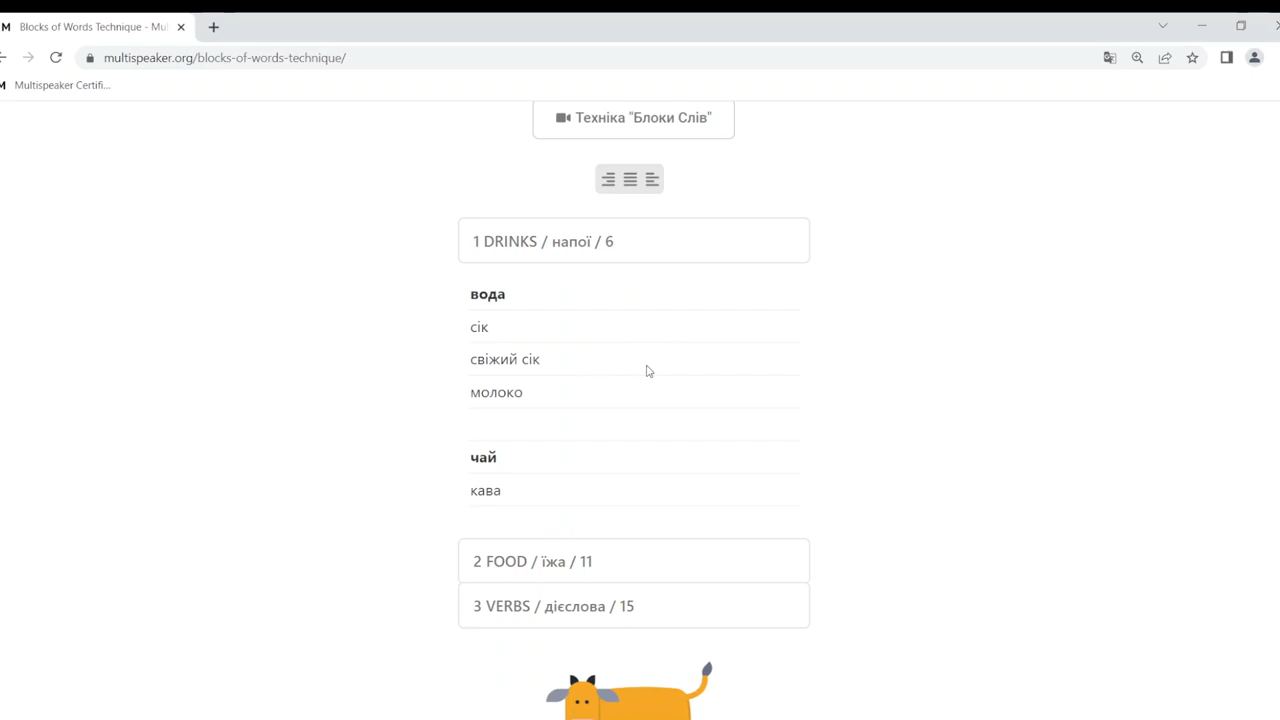 M Blocks of Words Technique - Mul
multispeaker.org/blocks-of-words-technique/
M Multispeaker Certifi...
Техніка "Блоки Слів"
1 DRINKS / напої / 6
вода
сік
свіжий сік
молоко
чай
кава
2 FOOD / їжа / 11
3 VERBS / дієслова / 15